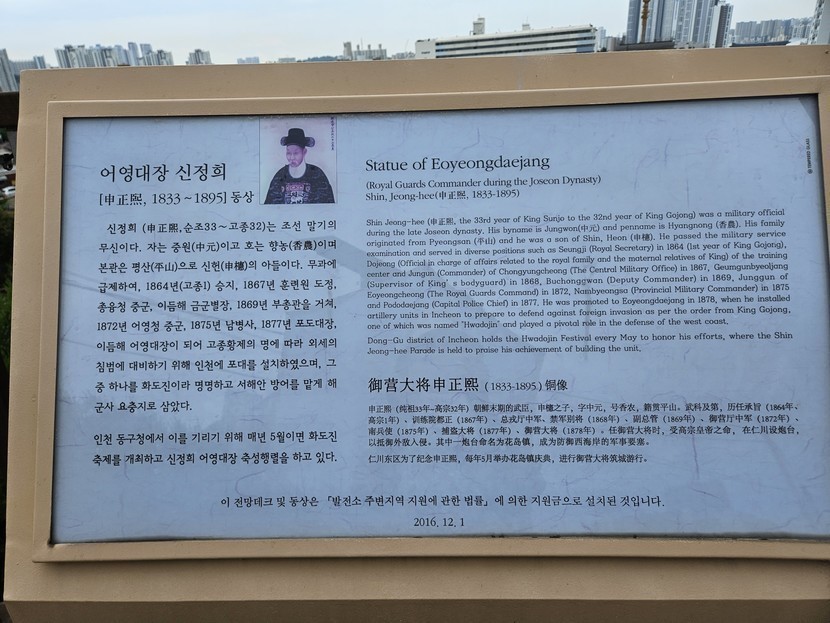 어영대장 신정희
[申正熙, 1833~1895] 동상
신정희 (申正熙,순조33~고종32)는 조선 말기의
무신이다. 자는 중원(中元)이고 호는 향농(香農)이며
본관은 평산(平山)으로 신헌(申櫶)의 아들이다. 무과에
급제하여, 1864년(고종1) 승지, 1867년 훈련원 도정,
총융청 중군, 이듬해 금군별장, 1869년 부총관을 거쳐,
1872년 어영청 중군, 1875년 남병사, 1877년 포도대장,
이듬해 어영대장이 되어 고종황제의 명에 따라 외세의
침범에 대비하기 위해 인천에 포대를 설치하였으며, 그
중 하나를 화도진이라 명명하고 서해안 방어를 맡게 해
군사 요충지로 삼았다.
인천 동구청에서 이를 기리기 위해 매년 5월이면 화도진
축제를 개최하고 신정희 어영대장 축성행렬을 하고 있다.
Statue of Eoyeongdaejang
(Royal Guards Commander during the Joseon Dynasty)
Shin, Jeong-hee(申正熙, 1833-1895)
Shin Jeong-hee (申正熙, the 33rd year of King Sunjo to the 32nd year of King Gojong) was a military official
during the late Joseon dynasty. His byname is Jungwon(中元) and penname is Hyangnong (香農). His family
originated from Pyeongsan (平山) and he was a son of Shin, Heon (申櫶). He passed the military service
examination and served in diverse positions such as Seungji (Royal Secretary) in 1864 (1st year of King Gojong),
Dojeong (Official in charge of affairs related to the royal family and the maternal relatives of King) of the training
center and Jungun (Commander) of Chongyungcheong (The Central Military Office) in 1867, Geumgunbyeoljang
(Supervisor of King's bodyguard) in 1868, Buchonggwan (Deputy Commander) in 1869, Junggun of
Eoyeongcheong (The Royal Guards Command) in 1872, Nambyeongsa (Provincial Military Commander) in 1875
and Pododaejang (Capital Police Chief) in 1877. He was promoted to Eoyeongdaejang in 1878, when he installed
artillery units in Incheon to prepare to defend against foreign invasion as per the order from King Gojong,
one of which was named "Hwadojin" and played a pivotal role in the defense of the west coast.
Dong-Gu district of Incheon holds the Hwadojin Festival every May to honor his efforts, where the Shin
Jeong-hee Parade is held to praise his achievement of building the unit.
御营大将申正熙 (1833-1895.) 铜像
申正熙 (纯祖33年-高宗32年) 朝鲜末期的武臣，申櫶之子，字中元，号香农，籍贯平山。武科及第，历任承旨（1864年、
高宗1年）、训练院都正（1867年）、总戎厅中军、禁军别将（1868年）、副总管（1869年）、御营厅中军（1872年）、
南兵使（1875年）、捕盗大将（1877年）、御营大将（1878年）。任御营大将时，受高宗皇帝之命，在仁川设炮台，
以抵御外敌入侵。其中一炮台命名为花岛镇，成为防御西海岸的军事要塞。
仁川东区为了纪念申正熙，每年5月举办花岛镇庆典，进行御营大将筑城游行。
이 전망데크 및 동상은 「발전소 주변지역 지원에 관한 법률」에 의한 지원금으로 설치된 것입니다.
2016. 12. 1